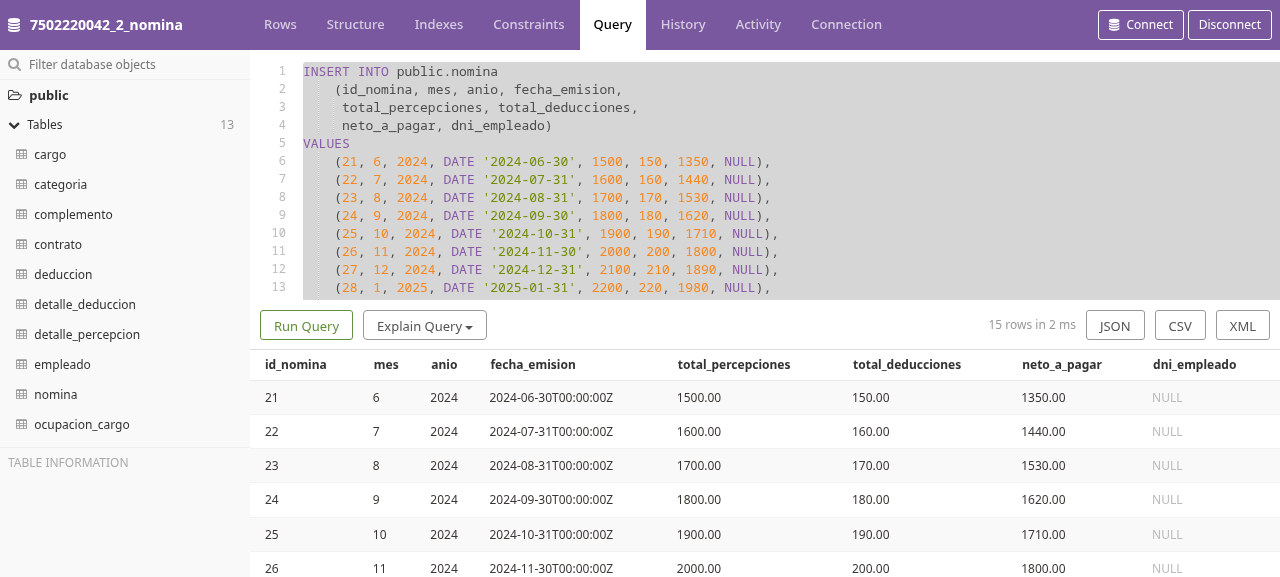 7502220042_2_nomina
Rows Structure Indexes Constraints Query History Activity Connection Connect Disconnect
Filter database objects
public
Tables 13
cargo
categoria
complemento
contrato
deduccion
detalle_deduccion
detalle_percepcion
empleado
nomina
ocupacion_cargo
TABLE INFORMATION
1 INSERT INTO public.nomina
2 (id_nomina, mes, anio, fecha_emision,
3 total_percepciones, total_deducciones,
4 neto_a_pagar, dni_empleado)
5 VALUES
6 (21, 6, 2024, DATE '2024-06-30', 1500, 150, 1350, NULL),
7 (22, 7, 2024, DATE '2024-07-31', 1600, 160, 1440, NULL),
8 (23, 8, 2024, DATE '2024-08-31', 1700, 170, 1530, NULL),
9 (24, 9, 2024, DATE '2024-09-30', 1800, 180, 1620, NULL),
10 (25, 10, 2024, DATE '2024-10-31', 1900, 190, 1710, NULL),
11 (26, 11, 2024, DATE '2024-11-30', 2000, 200, 1800, NULL),
12 (27, 12, 2024, DATE '2024-12-31', 2100, 210, 1890, NULL),
13 (28, 1, 2025, DATE '2025-01-31', 2200, 220, 1980, NULL),
Run Query Explain Query 15 rows in 2 ms JSON CSV XML
id_nomina mes anio fecha_emision total_percepciones total_deducciones neto_a_pagar dni_empleado
21 6 2024 2024-06-30T00:00:00Z 1500.00 150.00 1350.00 NULL
22 7 2024 2024-07-31T00:00:00Z 1600.00 160.00 1440.00 NULL
23 8 2024 2024-08-31T00:00:00Z 1700.00 170.00 1530.00 NULL
24 9 2024 2024-09-30T00:00:00Z 1800.00 180.00 1620.00 NULL
25 10 2024 2024-10-31T00:00:00Z 1900.00 190.00 1710.00 NULL
26 11 2024 2024-11-30T00:00:00Z 2000.00 200.00 1800.00 NULL